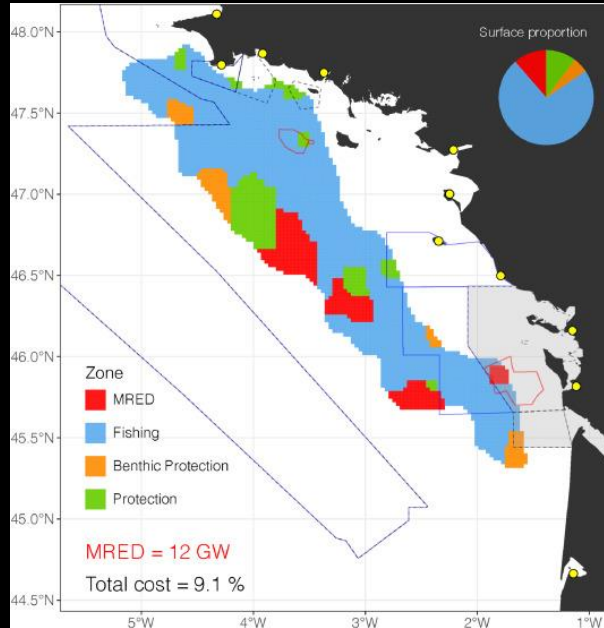 Surface proportion
48.0°N
47.5°N
47.0°N
46.5°N
46.0°N
45.5°N
45.0°N
44.5°N
Zone
MRED
Fishing
Benthic Protection
Protection
MRED = 12 GW
Total cost = 9.1 %
5°W
4°W
3°W
2°W
1°W